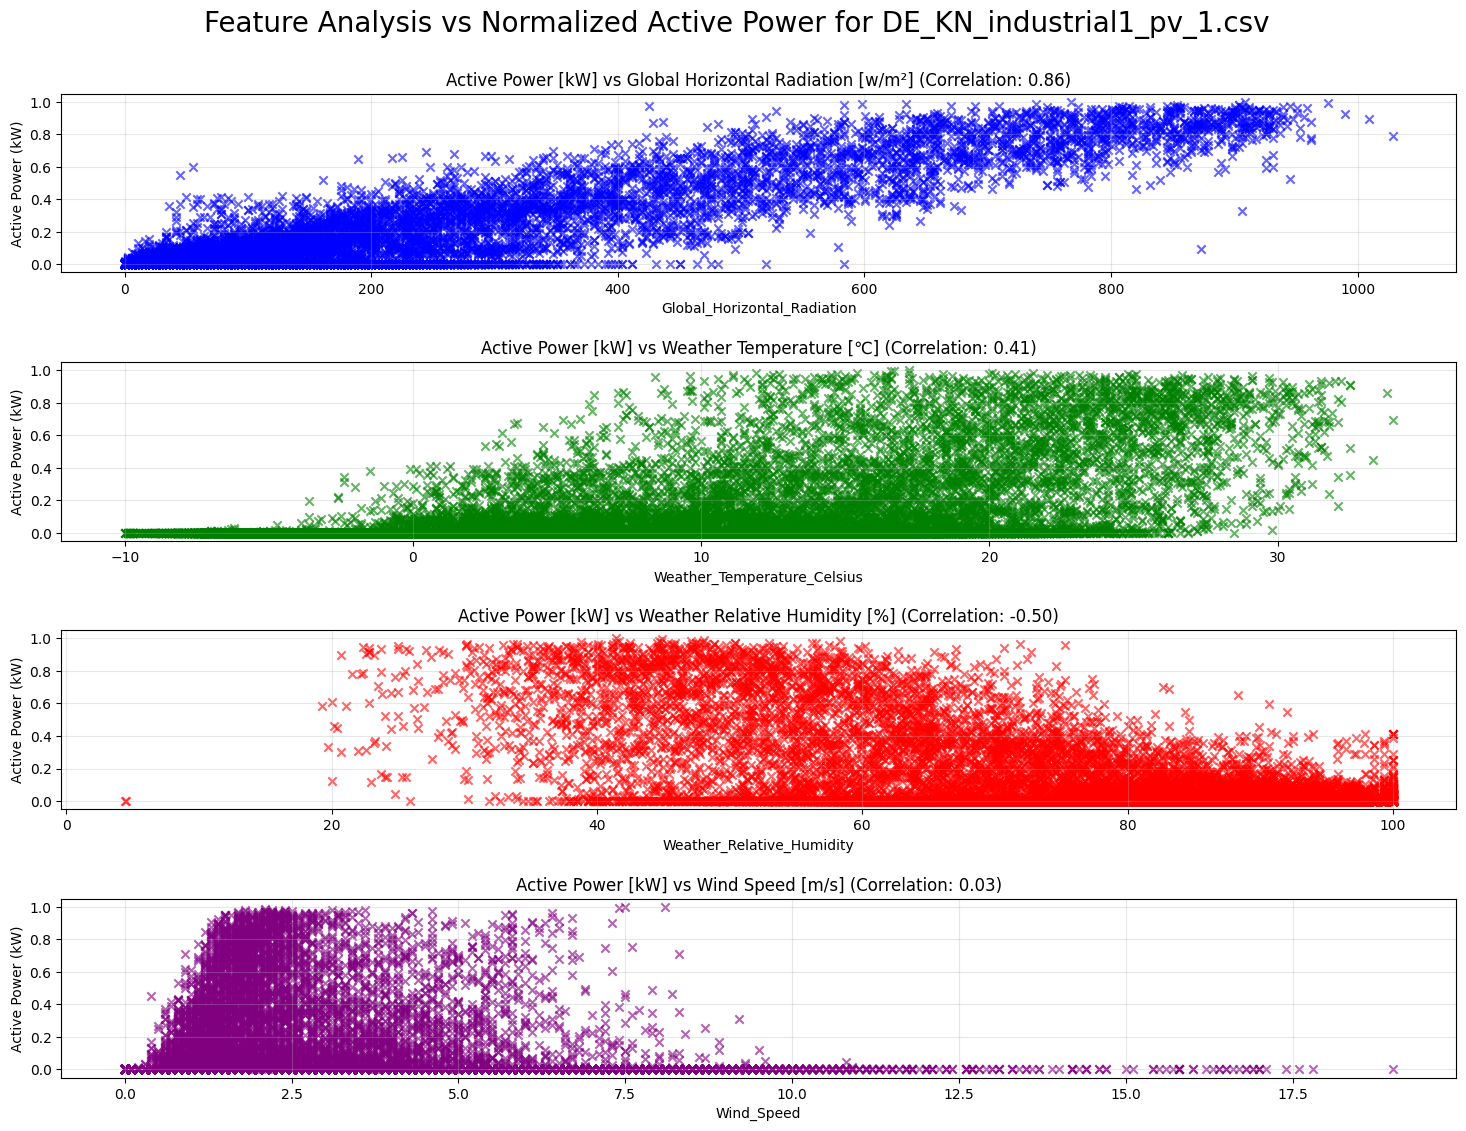 Feature Analysis vs Normalized Active Power for DE_KN_industrial1_pv_1.csv
Active Power [kW] vs Global Horizontal Radiation [w/m²] (Correlation: 0.86)
Active Power (kW)
1.0
0.8
0.6
0.4
0.2
0.0
0 200 400 600 800 1000
Global_Horizontal_Radiation
Active Power [kW] vs Weather Temperature [℃] (Correlation: 0.41)
Active Power (kW)
1.0
0.8
0.6
0.4
0.2
0.0
−10 0 10 20 30
Weather_Temperature_Celsius
Active Power [kW] vs Weather Relative Humidity [%] (Correlation: -0.50)
Active Power (kW)
1.0
0.8
0.6
0.4
0.2
0.0
0 20 40 60 80 100
Weather_Relative_Humidity
Active Power [kW] vs Wind Speed [m/s] (Correlation: 0.03)
Active Power (kW)
1.0
0.8
0.6
0.4
0.2
0.0
0.0 2.5 5.0 7.5 10.0 12.5 15.0 17.5
Wind_Speed